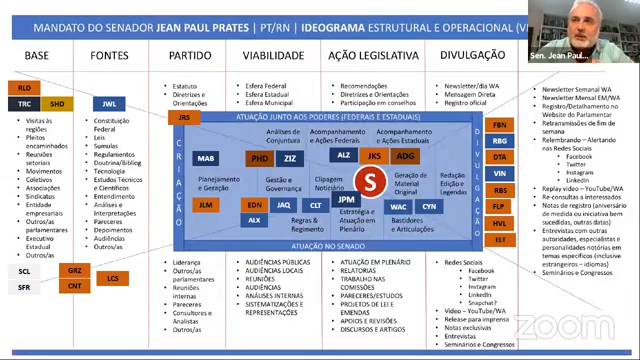 MANDATO DO SENADOR JEAN PAUL PRATES | PT/RN | IDEOGRAMA ESTRUTURAL E OPERACIONAL
Sen. Jean Paul...
BASE
FONTES
PARTIDO
VIABILIDADE
AÇÃO LEGISLATIVA
DIVULGAÇÃO
RLD
TRC
SHD
Visitas às
regiões
Pleitos
encaminhados
Reuniões
setoriais
Movimentos
Coletivos
Associações
Sindicatos
Entidade
empresariais
Outros/as
parlamentares
Executivo
Estadual
Outros/as
SCL
SFR
JWL
Constituição
Federal
Leis
Sumulas
Regulamentos
Doutrina/Bibliog
Tecnologia
Estudos Técnicos
e Científicos
Entendimento
Análises e
Interpretações
Pareceres
Depoimentos
Audiências
Outros/as
GRZ
CNT
LCS
Estatuto
Diretrizes e
Orientações
JRS
Esfera Federal
Esfera Estadual
Esfera Municipal
Recomendações
Diretrizes e Orientações
Participação em conselhos
Newsletter/dia WA
Mensagem Direta
Registro oficial
ATUAÇÃO JUNTO AOS PODERES (FEDERAIS E ESTADUAIS)
CRIAÇÃO
MAB
Planejamento
e Geração
JLM
Análises de
Conjuntura
PHD
ZIZ
Gestão e
Governança
EDN
JAQ
ALX
Acompanhamento
e Ações Federais
ALZ
Clipagem
Noticiário
CLT
Regras &
Regimento
JKS
S
JPM
Estratégia e
Atuação em
Plenário
Acompanhamento
e Ações Estaduais
ADG
Geração de
Material
Original
WAC
CYN
Bastidores
e Articulações
Redação,
Edição e
Legendas
DIVULGAÇÃO
ATUAÇÃO NO SENADO
FBN
RBG
DTA
VIN
RBS
FLP
HVL
ELT
Liderança
Outros/as
parlamentares
Reuniões
internas
Pareceres
Consultores e
Analistas
Outros/as
AUDIÊNCIAS PÚBLICAS
AUDIÊNCIAS LOCAIS
REUNIÕES
AUDIÊNCIAS
ANÁLISES INTERNAS
SISTEMATIZAÇÕES E
REPRESENTAÇÕES
ATUAÇÃO EM PLENÁRIO
RELATORIAS
TRABALHO NAS
COMISSÕES
PARECERES/ESTUDOS
PROJETOS DE LEI E
EMENDAS
APOIOS E REVISÕES
DISCURSOS E ARTIGOS
Redes Sociais
Facebook
Twitter
Instagram
LinkedIn
Snapchat?
Video – YouTube/WA
Release para imprensa
Notas exclusivas
Entrevistas
Seminários e Congressos
Newsletter Semanal WA
Newsletter Mensal EM/WA
Registro/Detalhamento no
Website do Parlamentar
Retransmissões de fim de
semana
Relembrando – Alertando
nas Redes Sociais
Facebook
Twitter
Instagram
LinkedIn
Replay video – YouTube/WA
Re-consultas a interessados
Notas de registro (aniversário
de medida ou iniciativa bem
sucedidas, outras datas)
Entrevistas com outras
autoridades, especialistas e
personalidades notórias em
temas específicos (inclusive
estrangeiros – idiomas)
Seminários e Congressos
zoom